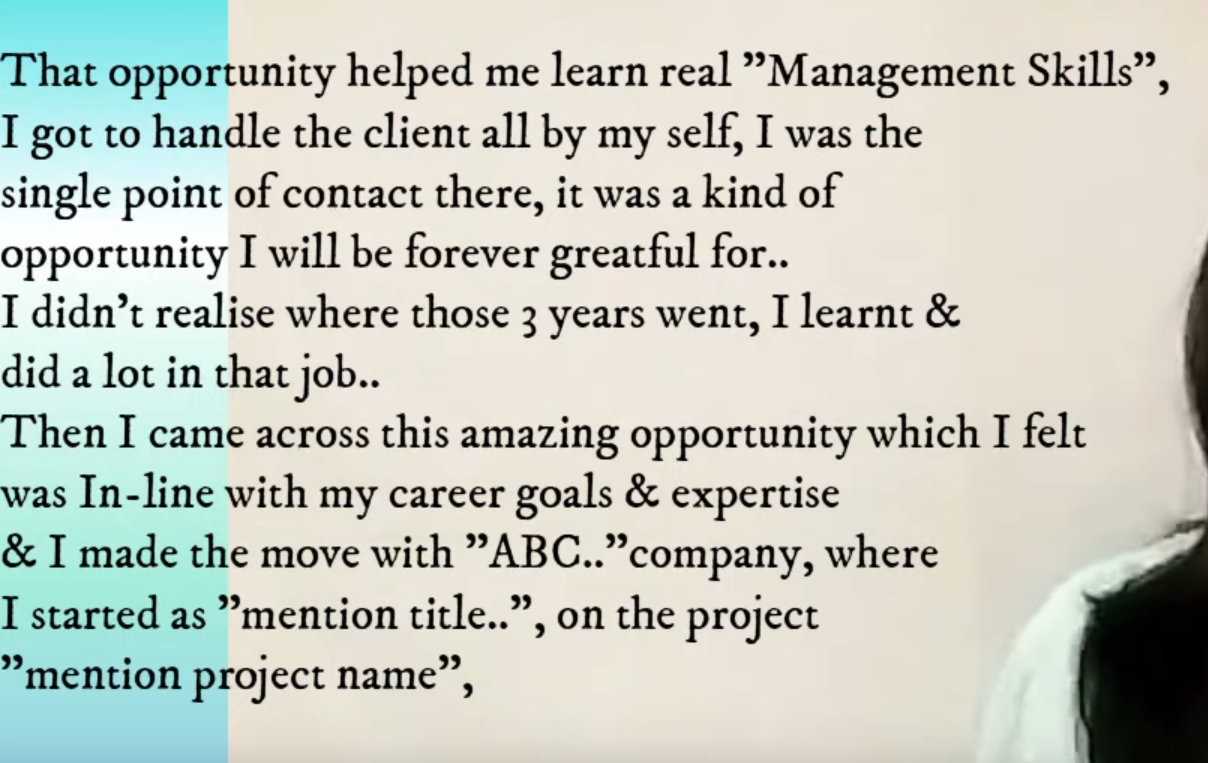 That opportunity helped me learn real ”Management Skills”,
I got to handle the client all by my self, I was the
single point of contact there, it was a kind of
opportunity I will be forever greatful for..
I didn't realise where those 3 years went, I learnt &
did a lot in that job..
Then I came across this amazing opportunity which I felt
was In-line with my career goals & expertise
& I made the move with ”ABC..”company, where
I started as ”mention title..”, on the project
”mention project name”,